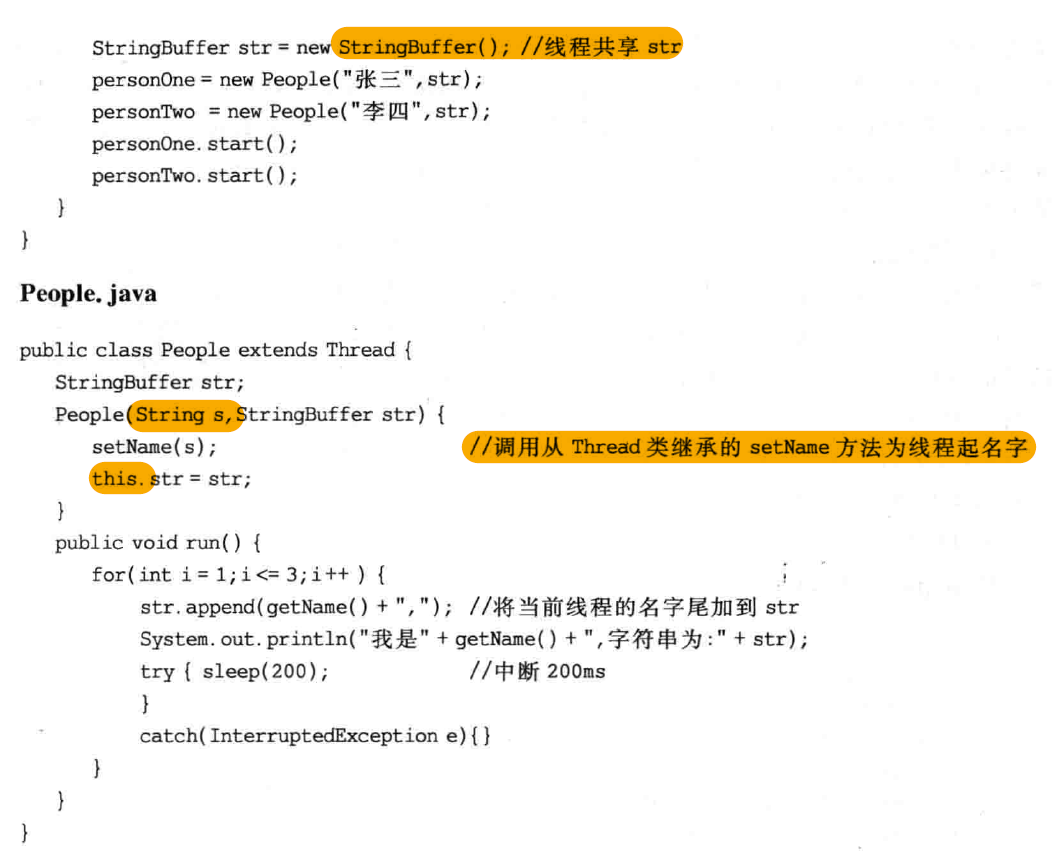 StringBuffer str = new StringBuffer(); //线程共享 str
personOne = new People("张三",str);
personTwo = new People("李四",str);
personOne.start();
personTwo.start();
}
}
People.java
public class People extends Thread {
StringBuffer str;
People(String s,StringBuffer str) {
setName(s); //调用从 Thread 类继承的 setName 方法为线程起名字
this.str = str;
}
public void run() {
for(int i = 1;i <= 3;i++ ) {
str.append(getName() + ","); //将当前线程的名字尾加到 str
System.out.println("我是" + getName() + ",字符串为:" + str);
try { sleep(200); //中断 200ms
}
catch(InterruptedException e){}
}
}
}